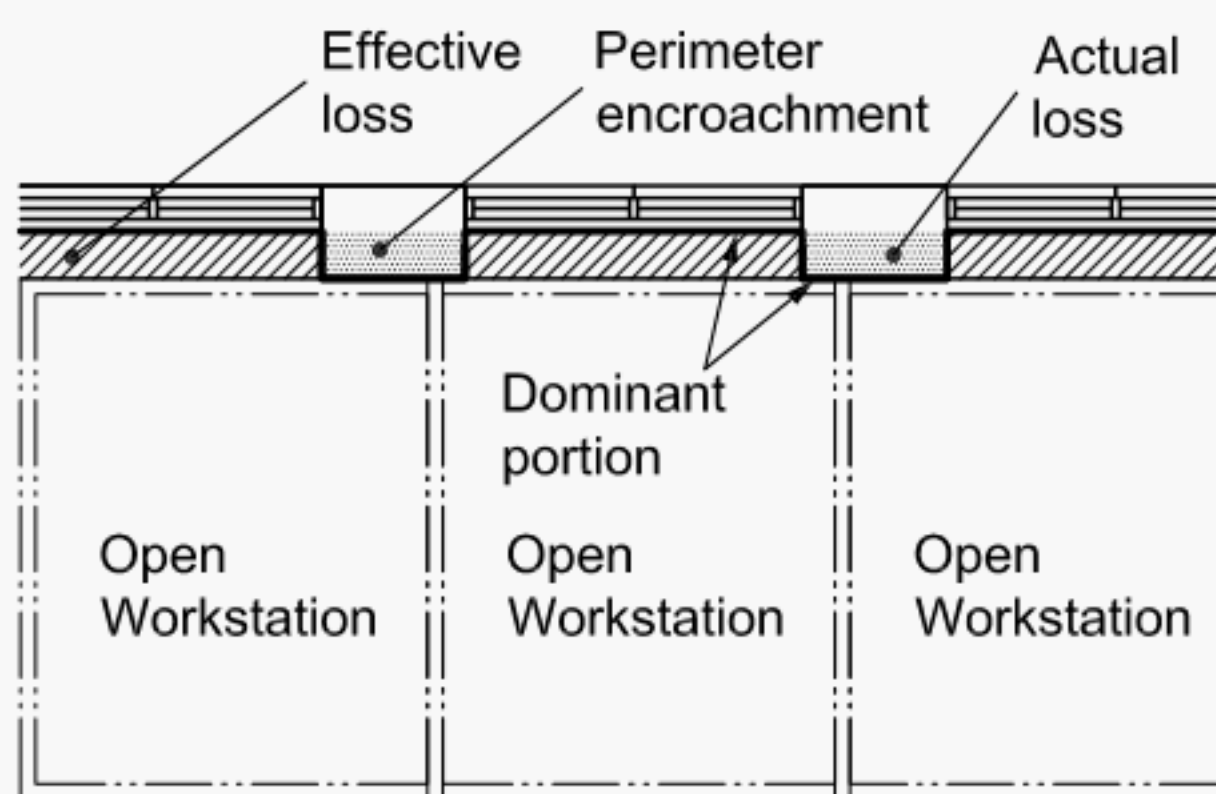 Effective
loss
Perimeter
encroachment
Actual
loss
Dominant
portion
Open
Workstation
Open
Workstation
Open
Workstation